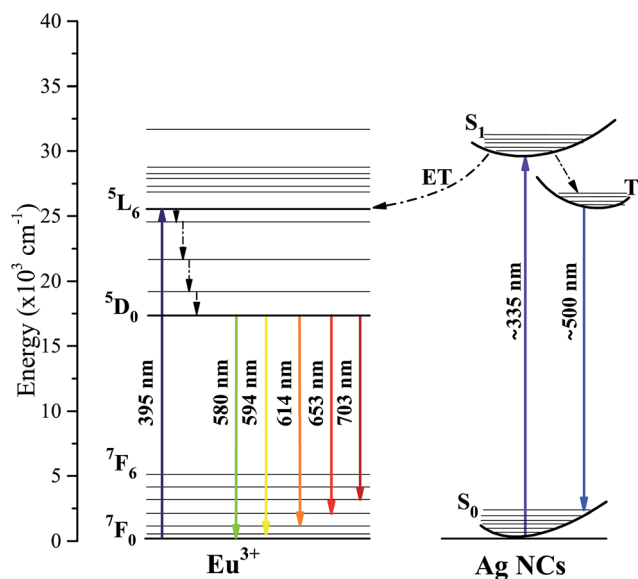 40
35
30
25
20
15
10
5
0
Energy (x10³ cm⁻¹)
⁵L₆
⁵D₀
⁷F₆
⁷F₀
395 nm
580 nm
594 nm
614 nm
653 nm
703 nm
Eu³⁺
ET
S₁
T
~335 nm
~500 nm
S₀
Ag NCs